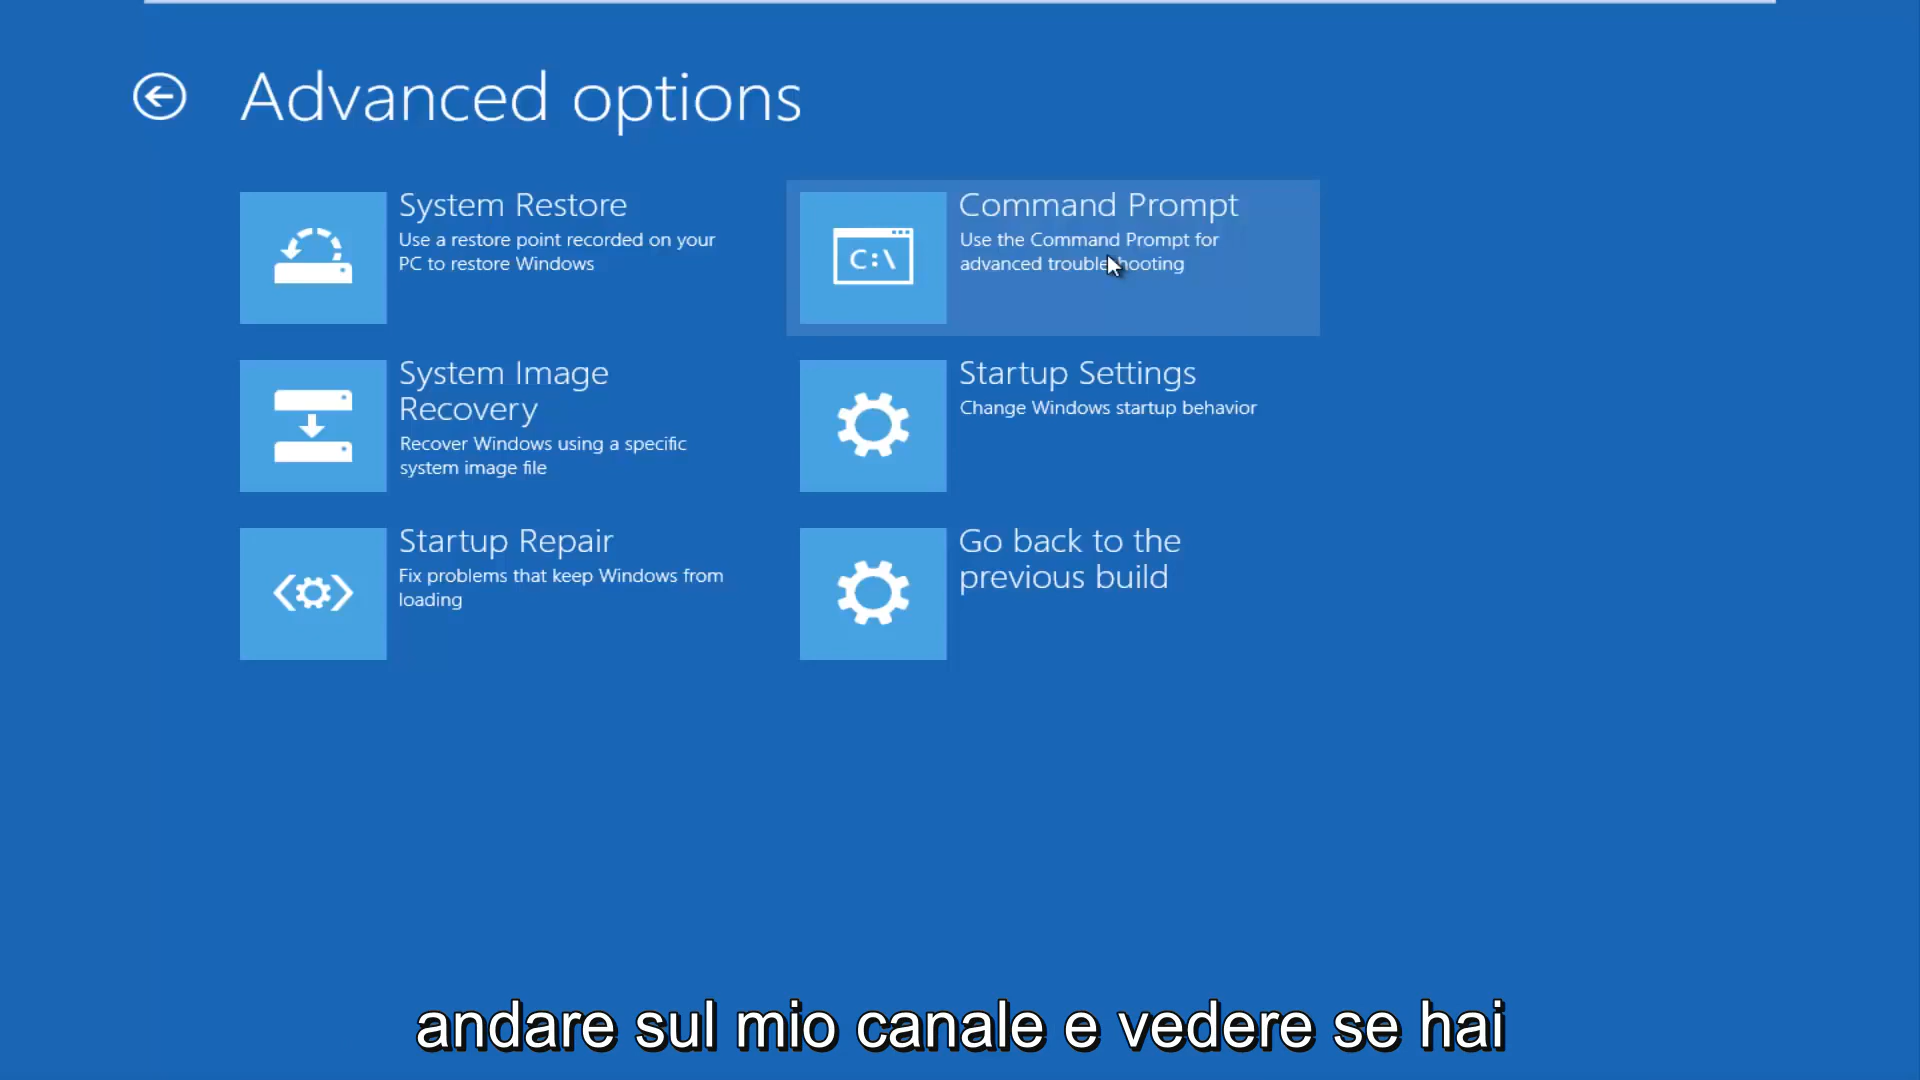 Advanced options
System Restore
Use a restore point recorded on your
PC to restore Windows
Command Prompt
Use the Command Prompt for
advanced troubleshooting
C:\
System Image
Recovery
Recover Windows using a specific
system image file
Startup Settings
Change Windows startup behavior
Startup Repair
Fix problems that keep Windows from
loading
Go back to the
previous build
andare sul mio canale e vedere se hai